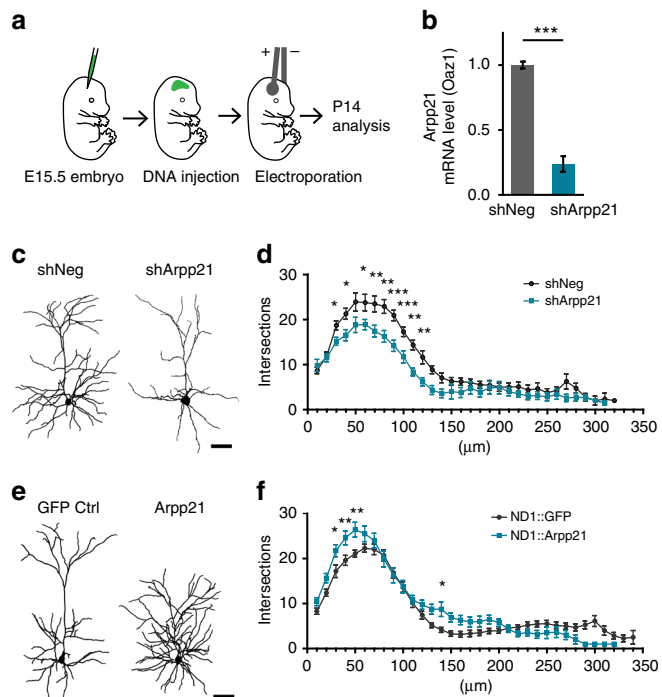 a
+ −
P14
analysis
E15.5 embryo DNA injection Electroporation
b
Arpp21
mRNA level (Oaz1)
***
1.0
0.5
0.0
shNeg shArpp21
c
shNeg shArpp21
d
Intersections
30
20
10
0
* * * ** ** *** *** ** **
shNeg
shArpp21
0 50 100 150 200 250 300 350
(μm)
e
GFP Ctrl Arpp21
f
Intersections
30
20
10
0
* ** ** *
ND1::GFP
ND1::Arpp21
0 50 100 150 200 250 300
(μm)